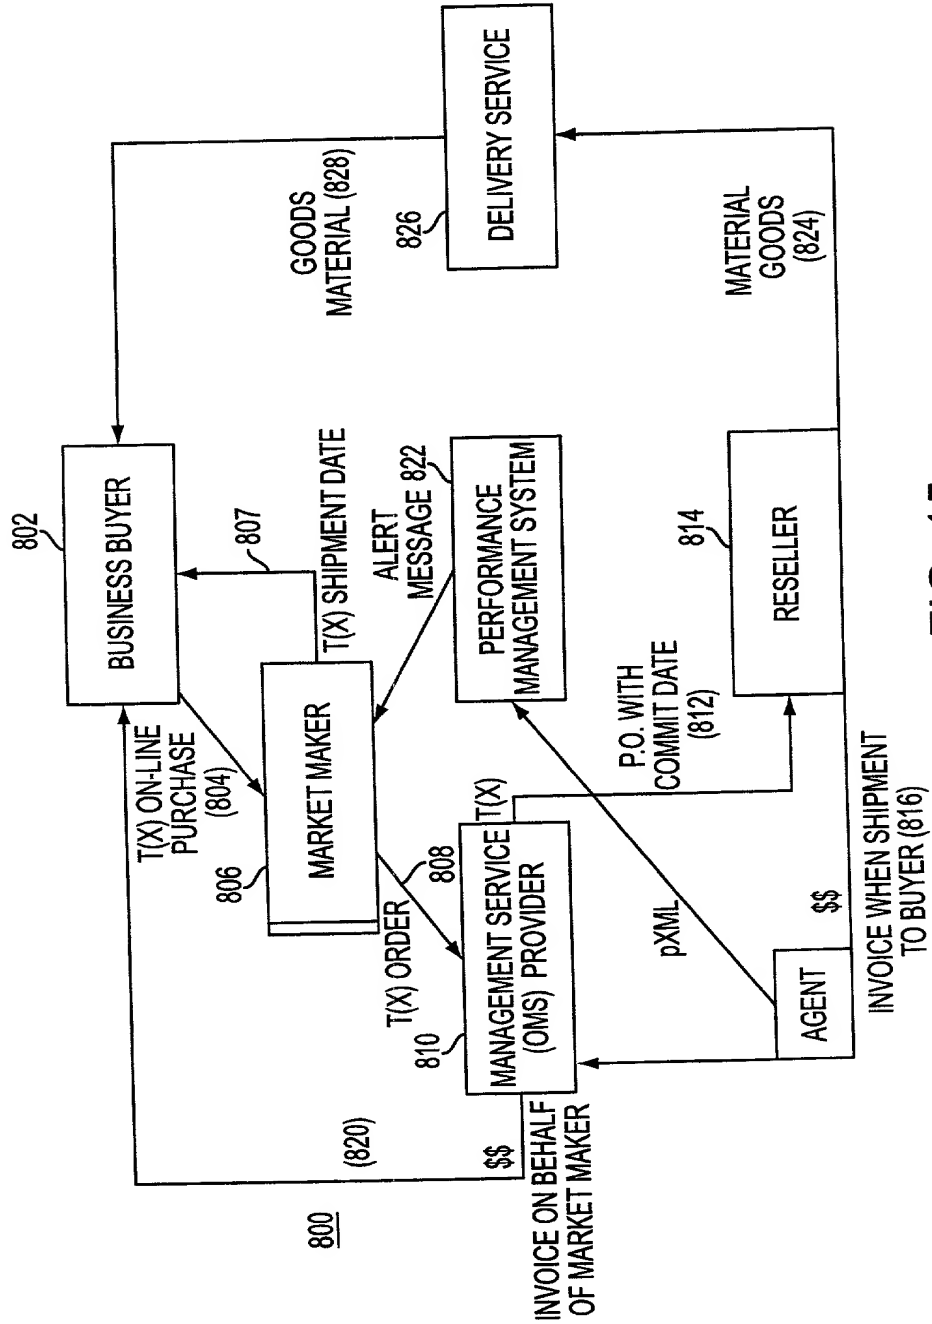 800
802
BUSINESS BUYER
T(X) ON-LINE
PURCHASE
(804)
807
T(X) SHIPMENT DATE
GOODS
MATERIAL (828)
806
MARKET MAKER
ALERT
MESSAGE 822
826
DELIVERY SERVICE
T(X) ORDER
808
810
MANAGEMENT SERVICE
(OMS) PROVIDER
T(X)
PERFORMANCE
MANAGEMENT SYSTEM
(820)
$$
INVOICE ON BEHALF
OF MARKET MAKER
pXML
P.O. WITH
COMMIT DATE
(812)
814
RESELLER
MATERIAL
GOODS
(824)
AGENT
$$
INVOICE WHEN SHIPMENT
TO BUYER (816)